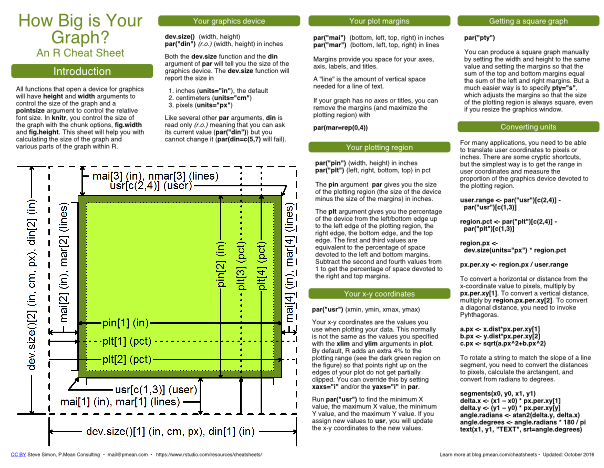 How Big is Your
Graph?
An R Cheat Sheet
Introduction
All functions that open a device for graphics
will have height and width arguments to
control the size of the graph and a
pointsize argument to control the relative
font size. In knitr, you control the size of
the graph with the chunk options, fig.width
and fig.height. This sheet will help you with
calculating the size of the graph and
various parts of the graph within R.
Your graphics device
dev.size() (width, height)
par("din") (r.o.) (width, height) in inches
Both the dev.size function and the din
argument of par will tell you the size of the
graphics device. The dev.size function will
report the size in
1. inches (units="in"), the default
2. centimeters (units="cm")
3. pixels (units="px")
Like several other par arguments, din is
read only (r.o.) meaning that you can ask
its current value (par("din")) but you
cannot change it (par(din=c(5,7) will fail).
Your plot margins
par("mai") (bottom, left, top, right) in inches
par("mar") (bottom, left, top, right) in lines
Margins provide you space for your axes,
axis, labels, and titles.
A "line" is the amount of vertical space
needed for a line of text.
If your graph has no axes or titles, you can
remove the margins (and maximize the
plotting region) with
par(mar=rep(0,4))
Your plotting region
par("pin") (width, height) in inches
par("plt") (left, right, bottom, top) in pct
The pin argument par gives you the size
of the plotting region (the size of the device
minus the size of the margins) in inches.
The plt argument gives you the percentage
of the device from the left/bottom edge up
to the left edge of the plotting region, the
right edge, the bottom edge, and the top
edge. The first and third values are
equivalent to the percentage of space
devoted to the left and bottom margins.
Subtract the second and fourth values from
1 to get the percentage of space devoted to
the right and top margins.
Your x-y coordinates
par("usr") (xmin, ymin, xmax, ymax)
Your x-y coordinates are the values you
use when plotting your data. This normally
is not the same as the values you specified
with the xlim and ylim arguments in plot.
By default, R adds an extra 4% to the
plotting range (see the dark green region on
the figure) so that points right up on the
edges of your plot do not get partially
clipped. You can override this by setting
xaxs="i" and/or the yaxs="i" in par.
Run par("usr") to find the minimum X
value, the maximum X value, the minimum
Y value, and the maximum Y value. If you
assign new values to usr, you will update
the x-y coordinates to the new values.
Getting a square graph
par("pty")
You can produce a square graph manually
by setting the width and height to the same
value and setting the margins so that the
sum of the top and bottom margins equal
the sum of the left and right margins. But a
much easier way is to specify pty="s",
which adjusts the margins so that the size
of the plotting region is always square, even
if you resize the graphics window.
Converting units
For many applications, you need to be able
to translate user coordinates to pixels or
inches. There are some cryptic shortcuts,
but the simplest way is to get the range in
user coordinates and measure the
proportion of the graphics device devoted to
the plotting region.
user.range <- par("usr")[c(2,4)] -
par("usr")[c(1,3)]
region.pct <- par("plt")[c(2,4)] -
par("plt")[c(1,3)]
region.px <-
dev.size(units="px") * region.pct
px.per.xy <- region.px / user.range
To convert a horizontal or distance from the
x-coordinate value to pixels, multiply by
px.per.xy[1]. To convert a vertical distance,
multiply by region.px.per.xy[2]. To convert
a diagonal distance, you need to invoke
Pythagoras.
a.px <- x.dist*px.per.xy[1]
b.px <- y.dist*px.per.xy[2]
c.px <- sqrt(a.px^2+b.px^2)
To rotate a string to match the slope of a line
segment, you need to convert the distances
to pixels, calculate the arctangent, and
convert from radians to degrees.
segments(x0, y0, x1, y1)
delta.x <- (x1 – x0) * px.per.xy[1]
delta.y <- (y1 – y0) * px.per.xy[y]
angle.radians <- atan2(delta.y, delta.x)
angle.degrees <- angle.radians * 180 / pi
text(x1, y1, "TEXT", srt=angle.degrees)
mai[3] (in), nmar[3] (lines)
usr[c(2,4)] (user)
dev.size()[2] (in, cm, px), din[2] (in)
mai[2] (in)
mar[2] (lines)
pin[2] (in)
plt[3] (pct)
plt[4] (pct)
mai[4] (in)
mar[4] (lines)
pin[1] (in)
plt[1] (pct)
plt[2] (pct)
usr[c(1,3)] (user)
mai[1] (in), mar[1] (lines)
dev.size()[1] (in, cm, px), din[1] (in)
CC BY Steve Simon, P.Mean Consulting • mail@pmean.com • https://www.rstudio.com/resources/cheatsheets/
Learn more at blog.pmean.com/cheatsheets • Updated: October 2016